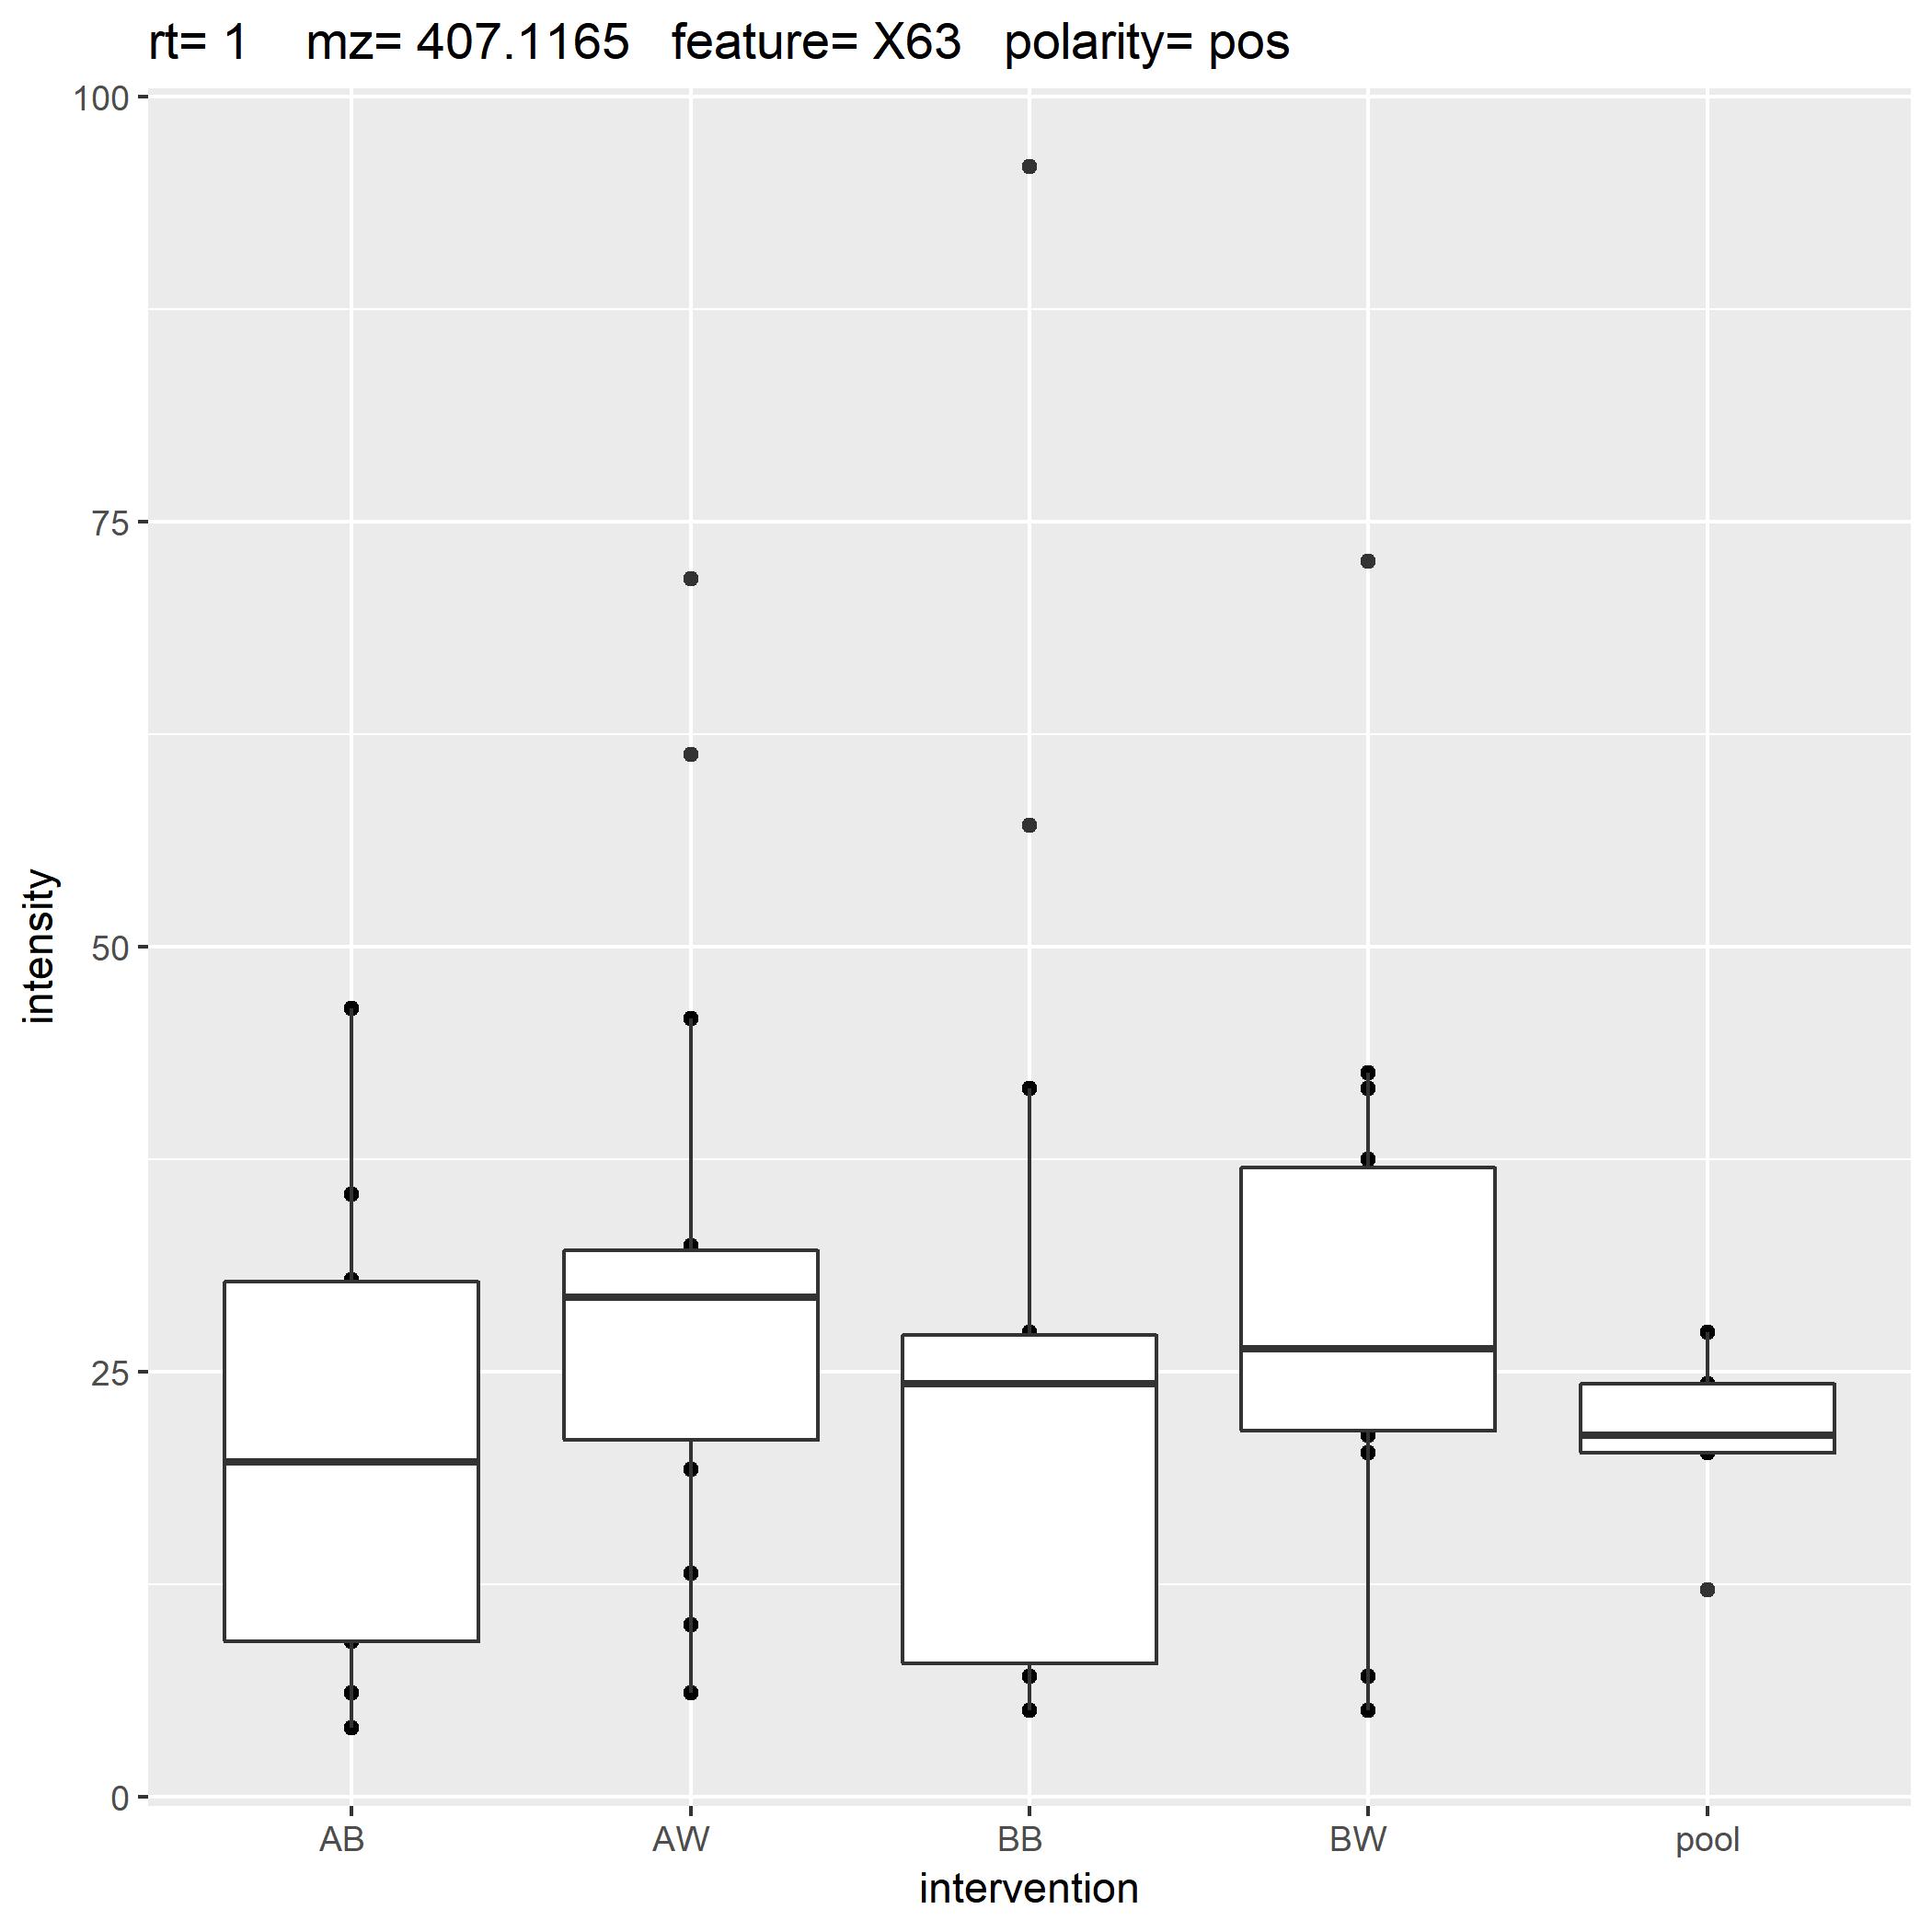 rt= 1    mz= 407.1165   feature= X63   polarity= pos
100
75
50
25
0
intensity
AB AW BB BW pool
intervention